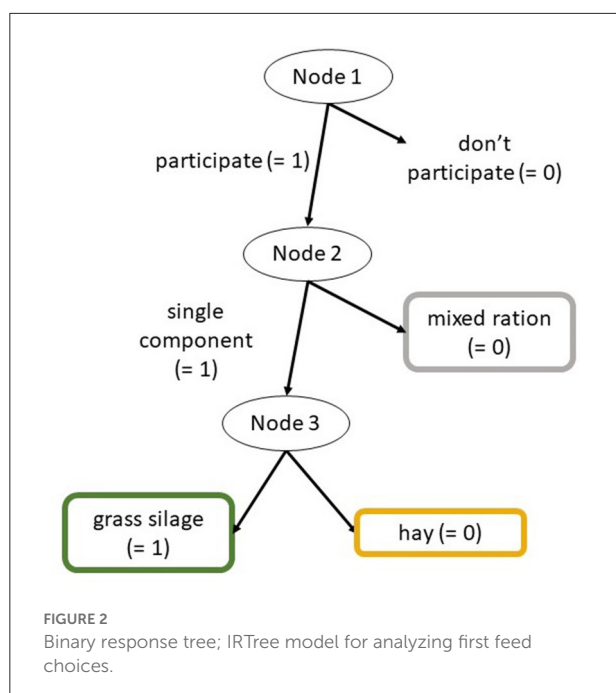 Node 1
participate (= 1)
don't
participate (= 0)
Node 2
single
component
(= 1)
mixed ration
(= 0)
Node 3
grass silage
(= 1)
hay (= 0)
FIGURE 2
Binary response tree; IRTree model for analyzing first feed
choices.